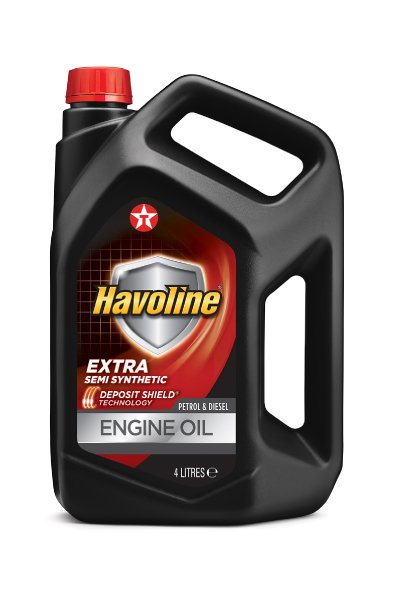 T
Havoline®
EXTRA
SEMI SYNTHETIC
DEPOSIT SHIELD®
TECHNOLOGY
PETROL & DIESEL
ENGINE OIL
4 LITRES ℮